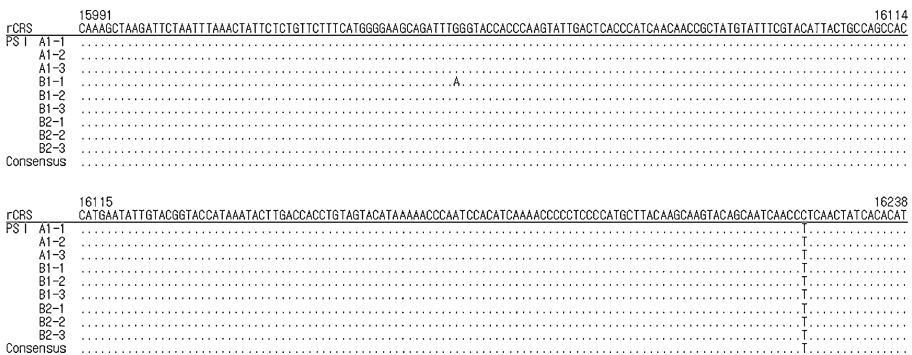 15991 16114
rCRS CAAAGCTAAGATTCTAATTTAAACTATTCTCTGTTCTTTCATGGGGAAGCAGATTTGGGTACCACCCAAGTATTGACTCACCCATCAACAACCGCTATGTATTTCGTACATTACTGCCAGCCAC
PS I A1-1 ............................................................................................................................
A1-2 ............................................................................................................................
A1-3 ............................................................................................................................
B1-1 ........................................................A...................................................................
B1-2 ............................................................................................................................
B1-3 ............................................................................................................................
B2-1 ............................................................................................................................
B2-2 ............................................................................................................................
B2-3 ............................................................................................................................
Consensus ............................................................................................................................
16115 16238
rCRS CATGAATATTGTACGGTACCATAAATACTTGACCACCTGTAGTACATAAAAACCCAATCCACATCAAAACCCCCTCCCCATGCTTACAAGCAAGTACAGCAATCAACCCTCAACTATCACACAT
PS I A1-1 ............................................................................................................T...............
A1-2 ............................................................................................................T...............
A1-3 ............................................................................................................T...............
B1-1 ............................................................................................................T...............
B1-2 ............................................................................................................T...............
B1-3 ............................................................................................................T...............
B2-1 ............................................................................................................T...............
B2-2 ............................................................................................................T...............
B2-3 ............................................................................................................T...............
Consensus ............................................................................................................T...............